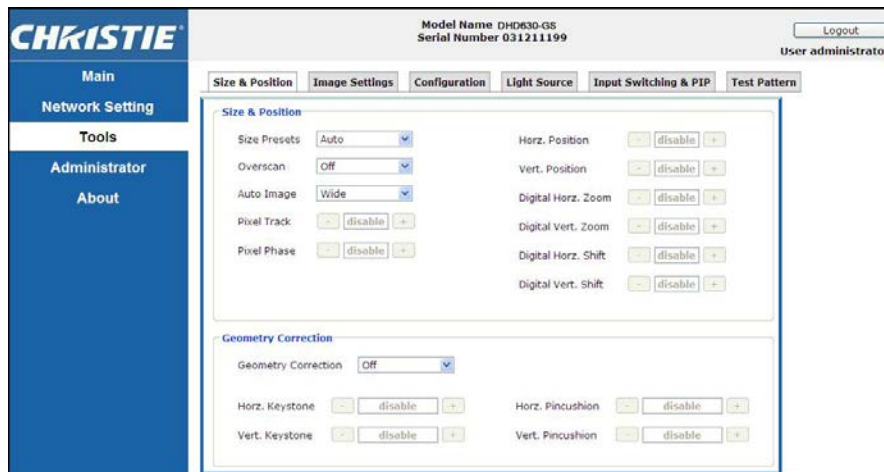 CHRISTIE
Model Name DHD630-GS
Serial Number 031211199
Logout
User administrato
Main
Network Setting
Tools
Administrator
About
Size & Position
Image Settings
Configuration
Light Source
Input Switching & PIP
Test Pattern
Size & Position
Size Presets Auto
Overscan Off
Auto Image Wide
Pixel Track - disable +
Pixel Phase - disable +
Horz. Position - disable +
Vert. Position - disable +
Digital Horz. Zoom - disable +
Digital Vert. Zoom - disable +
Digital Horz. Shift - disable +
Digital Vert. Shift - disable +
Geometry Correction
Geometry Correction Off
Horz. Keystone - disable +
Vert. Keystone - disable +
Horz. Pincushion - disable +
Vert. Pincushion - disable +